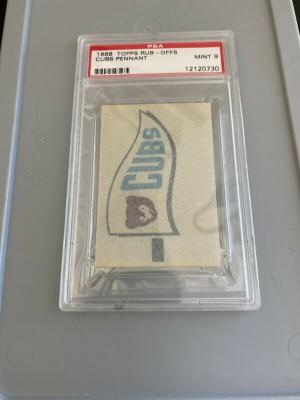 PSA
1966 TOPPS RUB-OFFS
CUBS PENNANT
MINT 9
12120730
CUBS